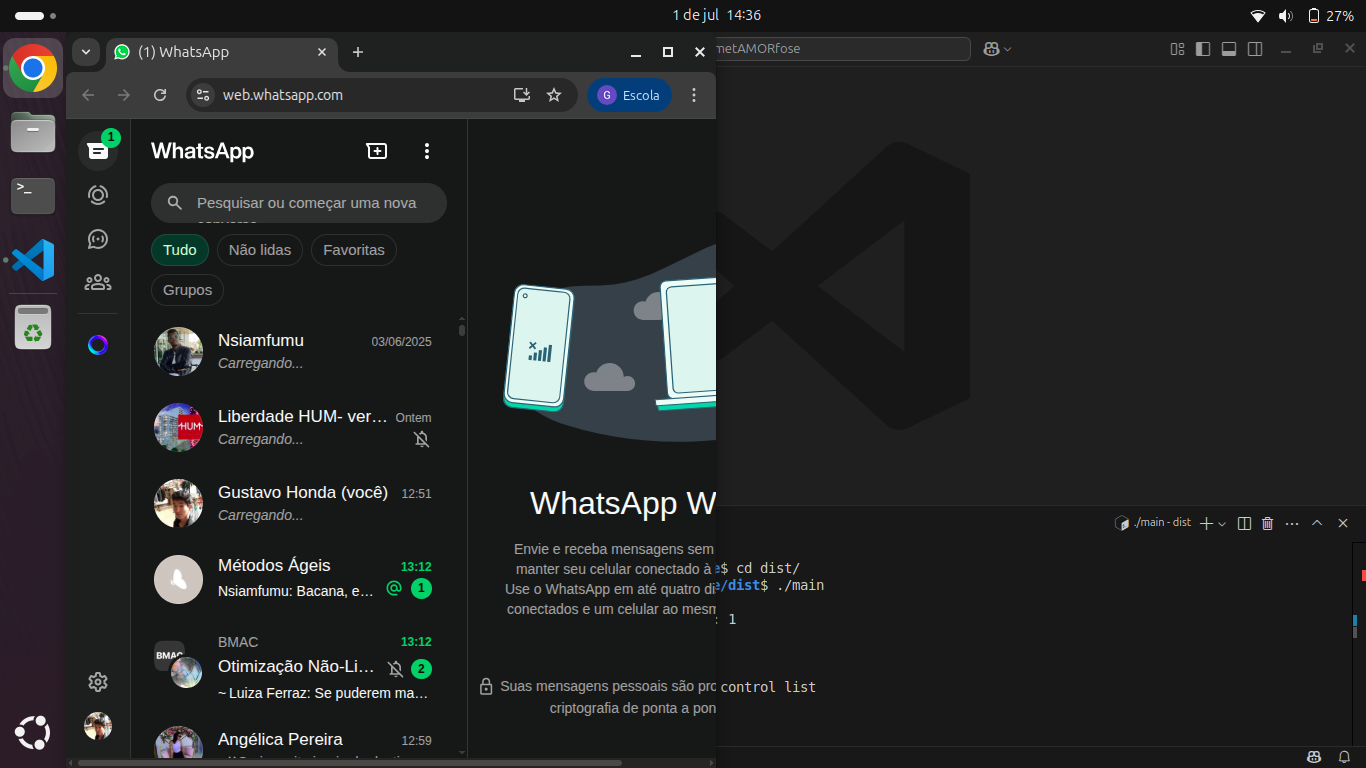 1 de jul 14:36
27%
(1) WhatsApp
metAMORfose
web.whatsapp.com
G
Escola
1
WhatsApp
Pesquisar ou começar uma nova
conversa
Tudo
Não lidas
Favoritas
Grupos
Nsiamfumu
03/06/2025
Carregando...
Liberdade HUM- ver…
Ontem
Carregando...
HUM
Gustavo Honda (você)
12:51
Carregando...
Métodos Ágeis
13:12
Nsiamfumu: Bacana, e…
@
1
BMAC
13:12
BMAC
Otimização Não-Li…
2
~ Luiza Ferraz: Se puderem ma…
Angélica Pereira
12:59
WhatsApp W
Envie e receba mensagens sem
manter seu celular conectado à
Use o WhatsApp em até quatro di
conectados e um celular ao mesm
Suas mensagens pessoais são pro
criptografia de ponta a pon
./main - dist
e$ cd dist/
e/dist$ ./main
: 1
control list